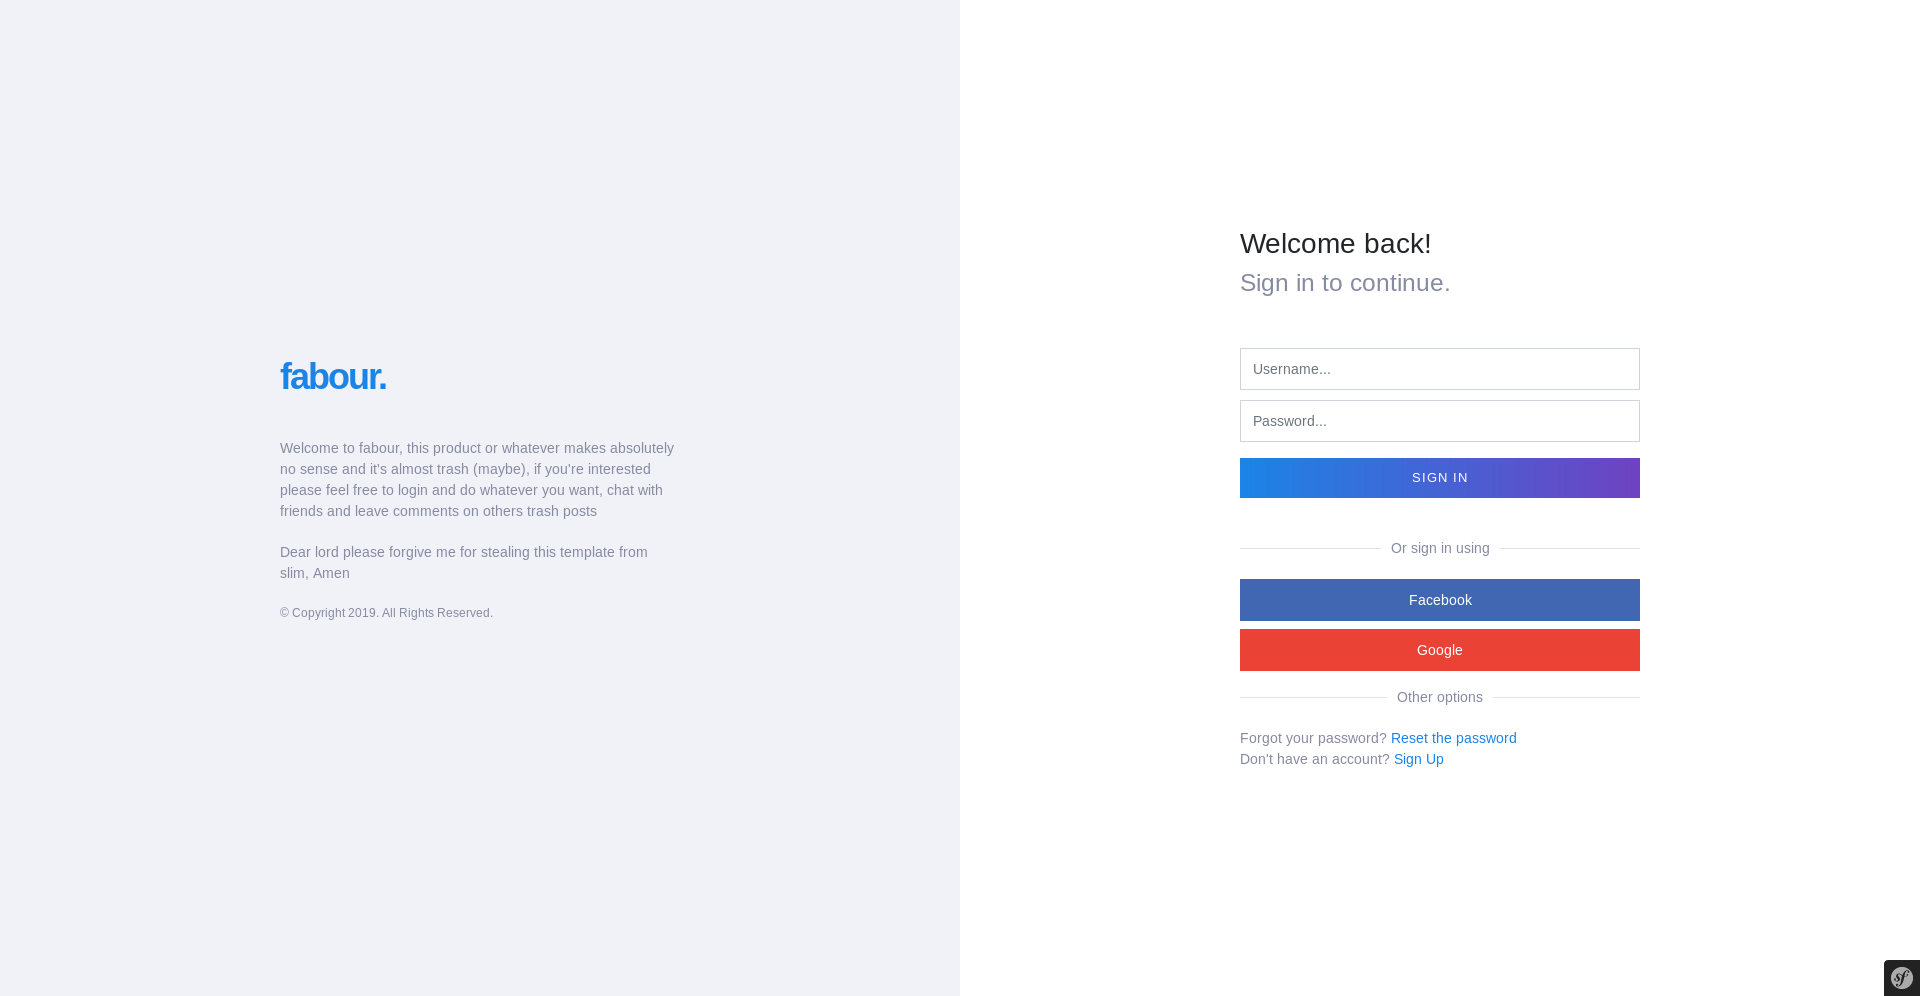 fabour.
Welcome to fabour, this product or whatever makes absolutely
no sense and it's almost trash (maybe), if you're interested
please feel free to login and do whatever you want, chat with
friends and leave comments on others trash posts
Dear lord please forgive me for stealing this template from
slim, Amen
© Copyright 2019. All Rights Reserved.
Welcome back!
Sign in to continue.
Username...
Password...
SIGN IN
Or sign in using
Facebook
Google
Other options
Forgot your password? Reset the password
Don't have an account? Sign Up
sf